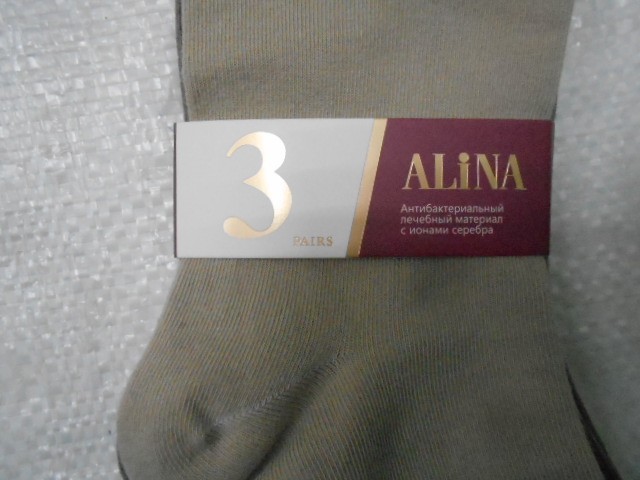 3
PAIRS
ALiNA
Антибактериальный
лечебный материал
с ионами серебра